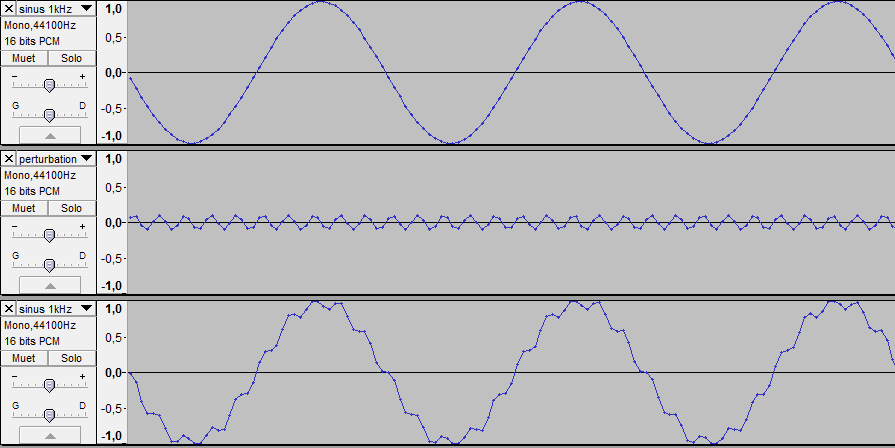 sinus 1kHz
Mono,44100Hz
16 bits PCM
Muet Solo
- +
G D
1,0
0,5-
0,0-
-0,5-
-1,0
perturbation
Mono,44100Hz
16 bits PCM
Muet Solo
- +
G D
1,0
0,5-
0,0-
-0,5-
-1,0
sinus 1kHz
Mono,44100Hz
16 bits PCM
Muet Solo
- +
G D
1,0
0,5-
0,0-
-0,5-
-1,0